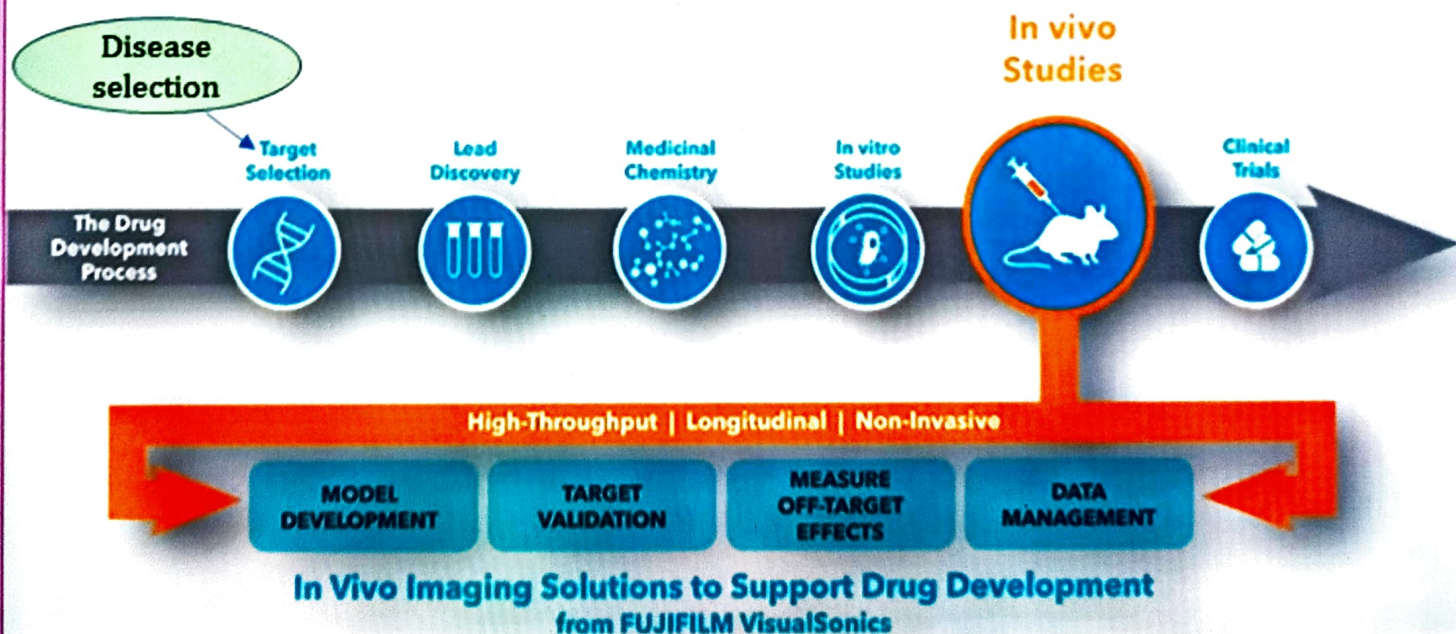 Disease
selection
In vivo
Studies
Target
Selection
Lead
Discovery
Medicinal
Chemistry
In vitro
Studies
Clinical
Trials
The Drug
Development
Process
High-Throughput | Longitudinal | Non-Invasive
MODEL
DEVELOPMENT
TARGET
VALIDATION
MEASURE
OFF-TARGET
EFFECTS
DATA
MANAGEMENT
In Vivo Imaging Solutions to Support Drug Development
from FUJIFILM VisualSonics